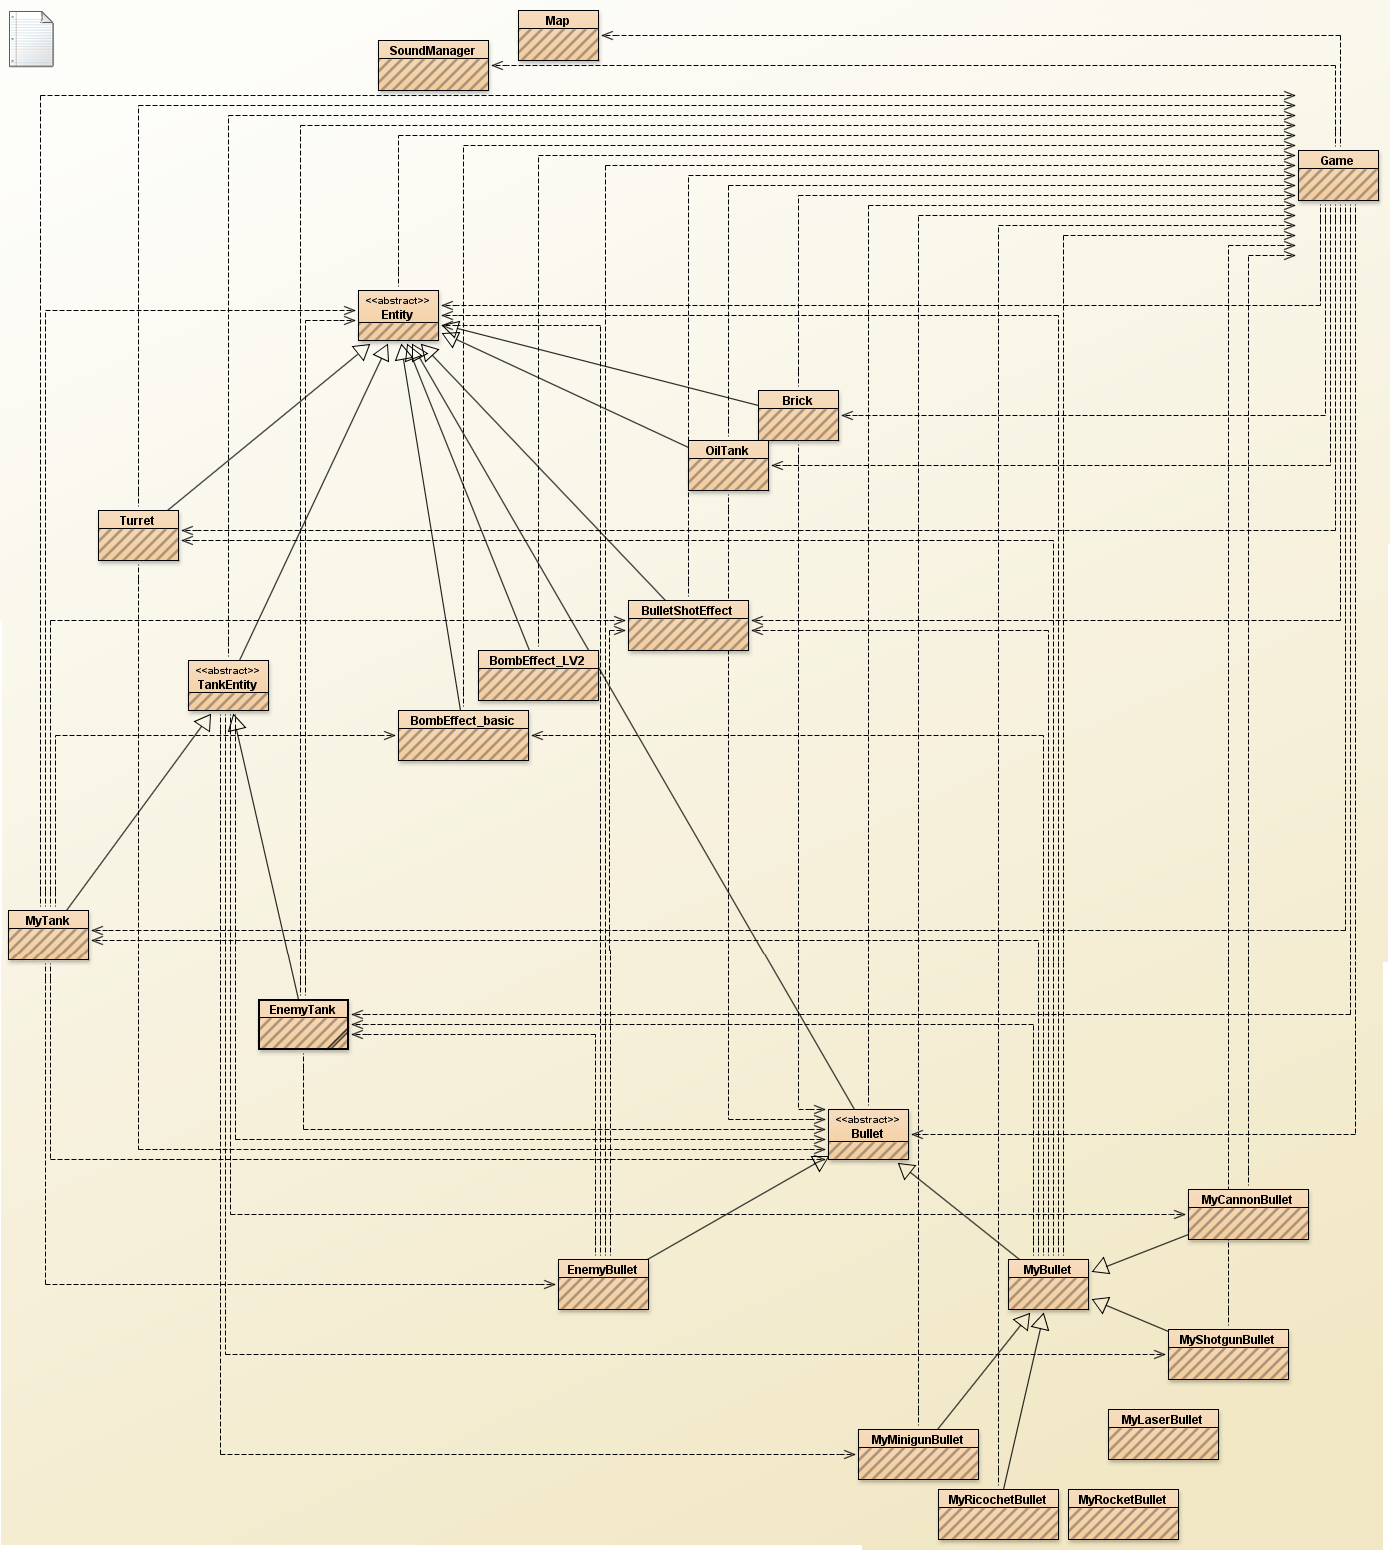 Map
SoundManager
Game
<<abstract>>
Entity
Brick
OilTank
Turret
BulletShotEffect
BombEffect_LV2
<<abstract>>
TankEntity
BombEffect_basic
MyTank
EnemyTank
<<abstract>>
Bullet
MyCannonBullet
EnemyBullet
MyBullet
MyShotgunBullet
MyLaserBullet
MyMinigunBullet
MyRicochetBullet
MyRocketBullet